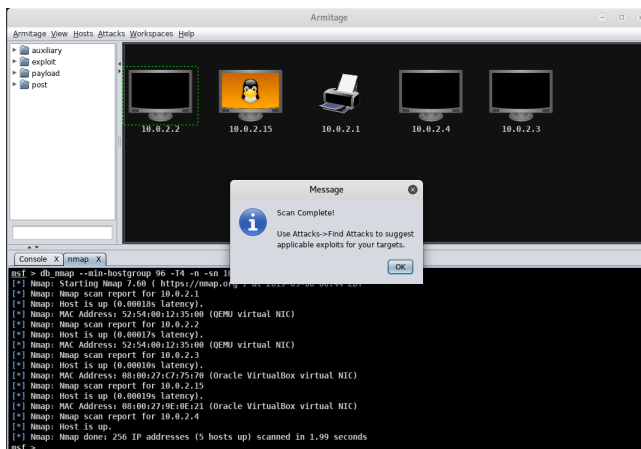 Armitage
Armitage View Hosts Attacks Workspaces Help
auxiliary
exploit
payload
post
10.0.2.2 10.0.2.15 10.0.2.1 10.0.2.4 10.0.2.3
Message
Scan Complete!
Use Attacks->Find Attacks to suggest
applicable exploits for your targets.
OK
Console X nmap X
msf > db_nmap --min-hostgroup 96 -T4 -n -sn
[*] Nmap: Starting Nmap 7.60 ( https://nmap.org
[*] Nmap: Nmap scan report for 10.0.2.1
[*] Nmap: Host is up (0.00018s latency).
[*] Nmap: MAC Address: 52:54:00:12:35:00 (QEMU virtual NIC)
[*] Nmap: Nmap scan report for 10.0.2.2
[*] Nmap: Host is up (0.00017s latency).
[*] Nmap: MAC Address: 52:54:00:12:35:00 (QEMU virtual NIC)
[*] Nmap: Nmap scan report for 10.0.2.3
[*] Nmap: Host is up (0.00010s latency).
[*] Nmap: MAC Address: 08:00:27:C7:75:70 (Oracle VirtualBox virtual NIC)
[*] Nmap: Nmap scan report for 10.0.2.15
[*] Nmap: Host is up (0.00019s latency).
[*] Nmap: MAC Address: 08:00:27:9E:0E:21 (Oracle VirtualBox virtual NIC)
[*] Nmap: Nmap scan report for 10.0.2.4
[*] Nmap: Host is up.
[*] Nmap: Nmap done: 256 IP addresses (5 hosts up) scanned in 1.99 seconds
msf >